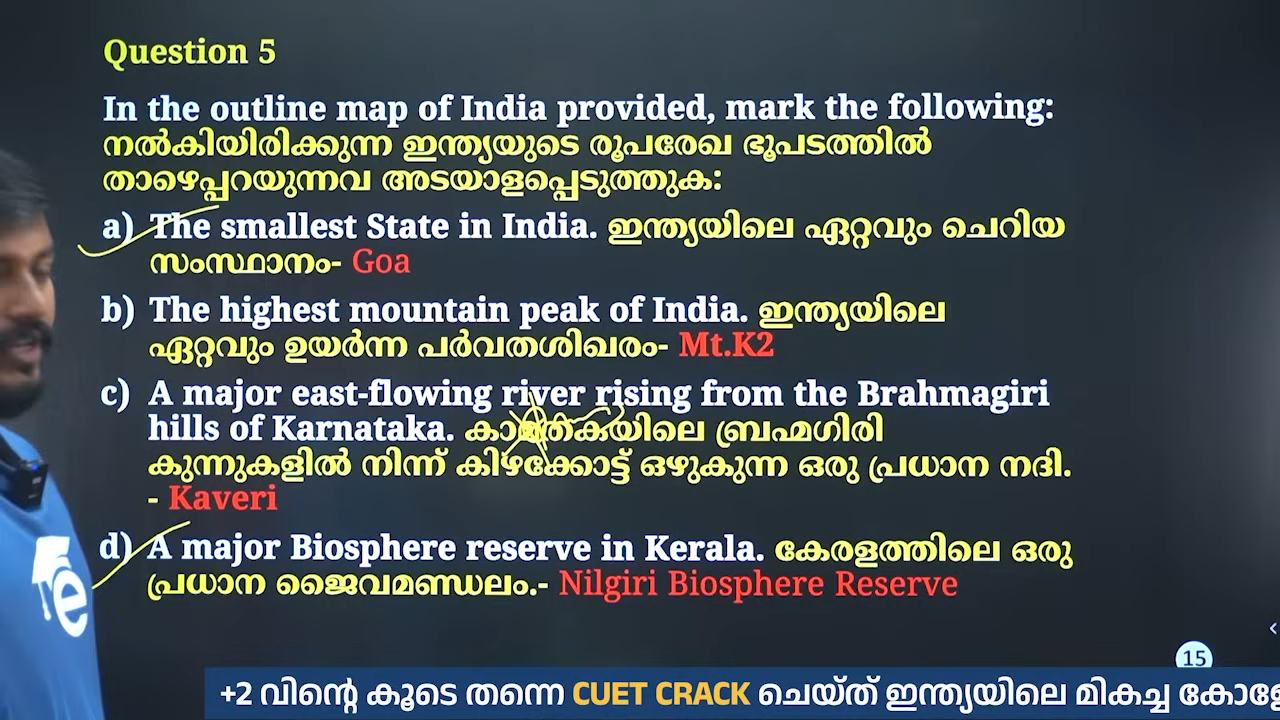 Question 5
In the outline map of India provided, mark the following:
നൽകിയിരിക്കുന്ന ഇന്ത്യയുടെ രൂപരേഖ ഭൂപടത്തിൽ
താഴെപ്പറയുന്നവ അടയാളപ്പെടുത്തുക:
a) The smallest State in India. ഇന്ത്യയിലെ ഏറ്റവും ചെറിയ
സംസ്ഥാനം- Goa
b) The highest mountain peak of India. ഇന്ത്യയിലെ
ഏറ്റവും ഉയർന്ന പർവതശിഖരം- Mt.K2
c) A major east-flowing river rising from the Brahmagiri
hills of Karnataka. ബ്രഹ്മഗിരി
കുന്നുകളിൽ നിന്ന് കിഴക്കോട്ട് ഒഴുകുന്ന ഒരു പ്രധാന നദി.
- Kaveri
d) A major Biosphere reserve in Kerala. കേരളത്തിലെ ഒരു
പ്രധാന ജൈവമണ്ഡലം.- Nilgiri Biosphere Reserve
15
+2 വിന്റെ കൂടെ തന്നെ CUET CRACK ചെയ്ത് ഇന്ത്യയിലെ മികച്ച
e